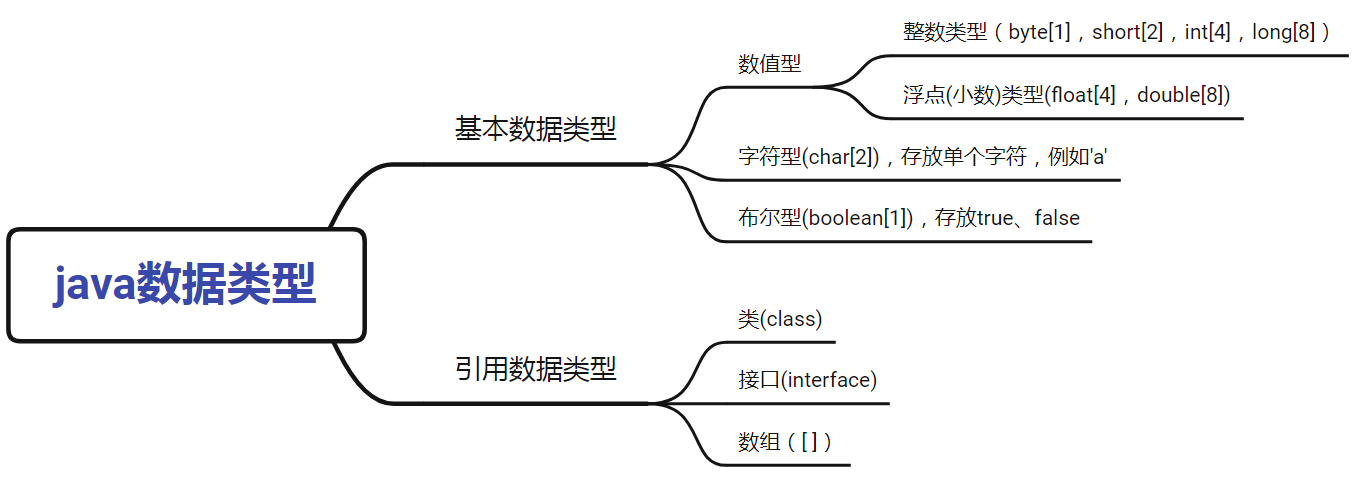 java数据类型
基本数据类型
数值型
整数类型（byte[1]，short[2]，int[4]，long[8]）
浮点(小数)类型(float[4]，double[8])
字符型(char[2])，存放单个字符，例如'a'
布尔型(boolean[1])，存放true、false
引用数据类型
类(class)
接口(interface)
数组（[ ]）